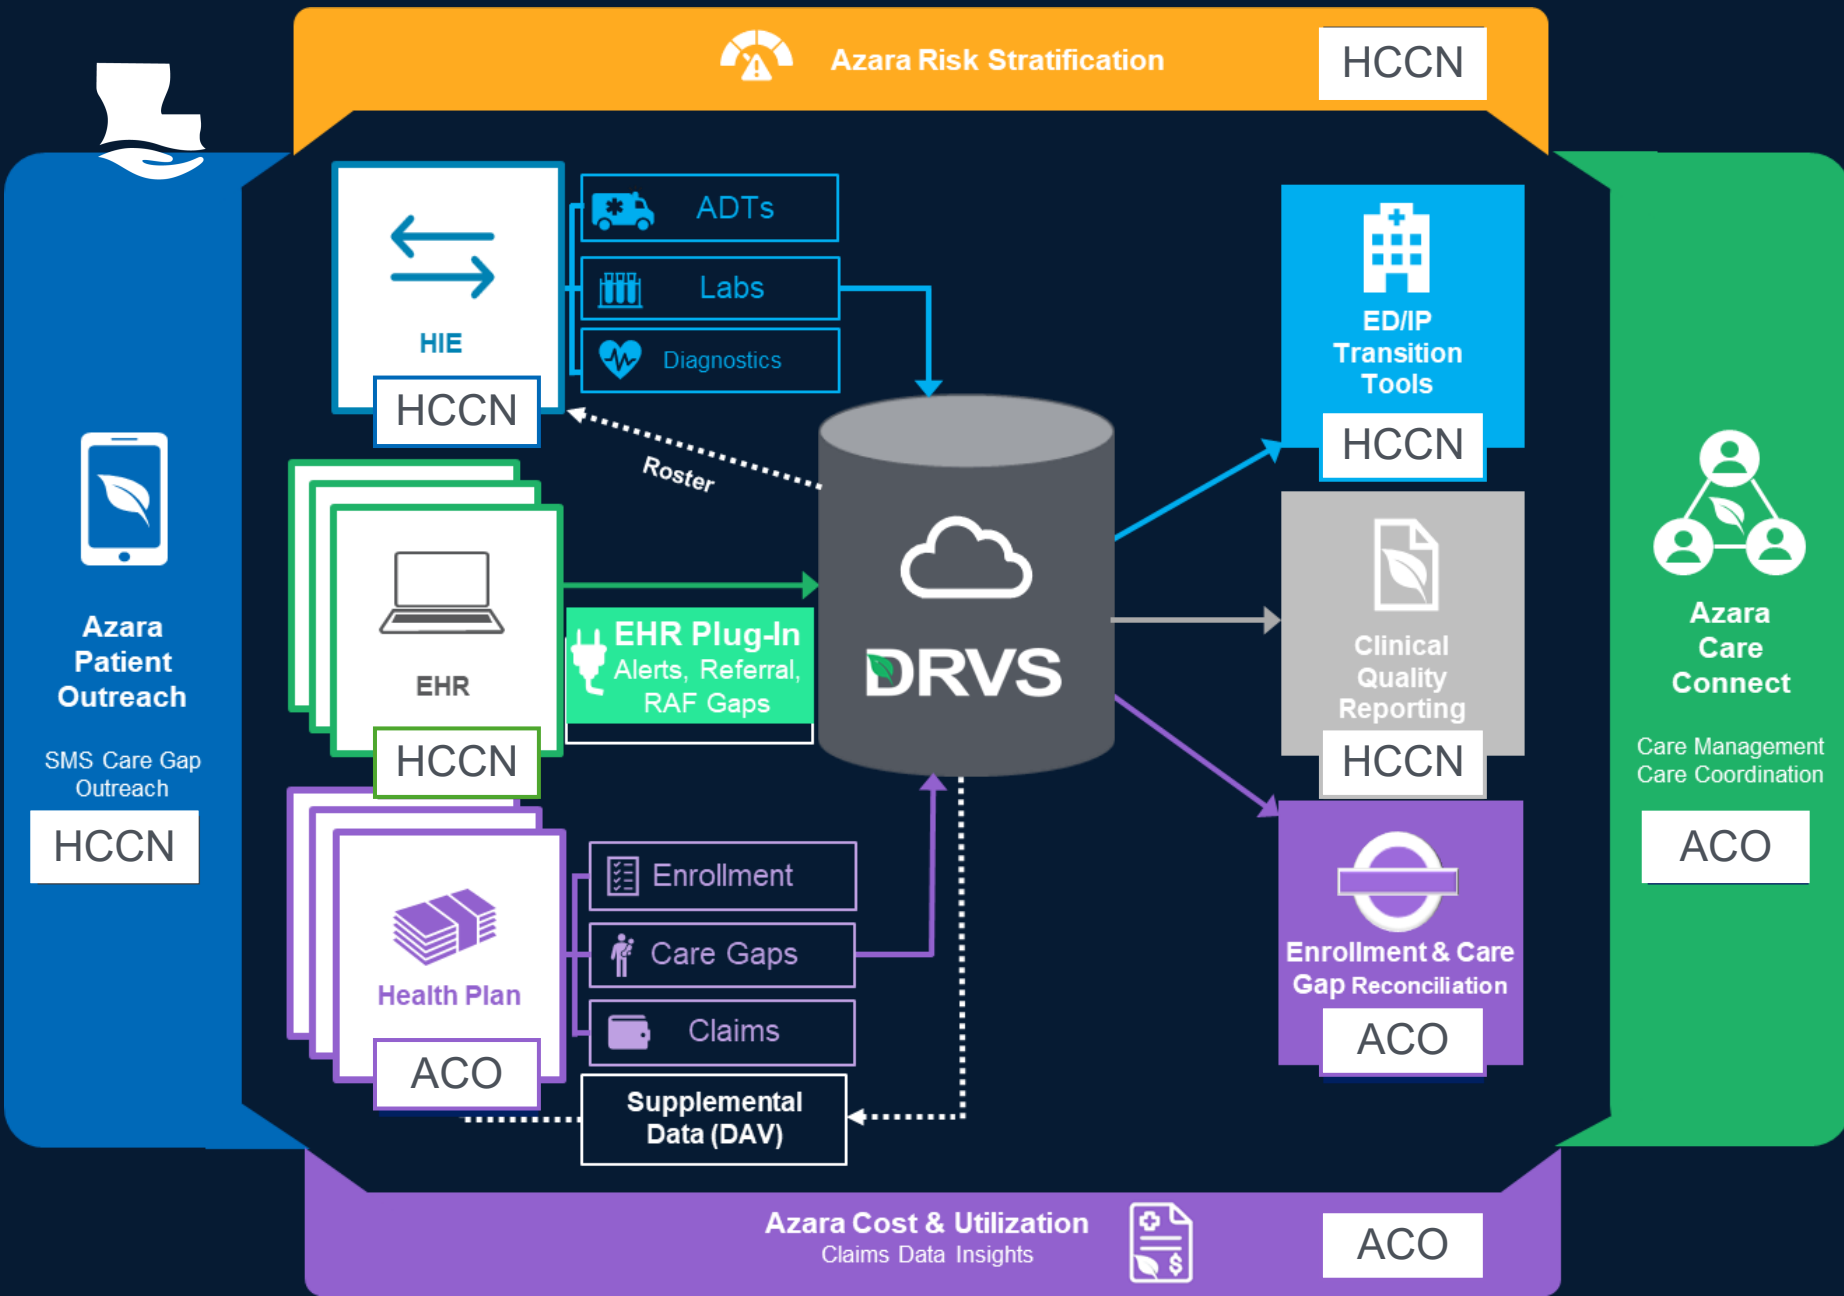 Azara Risk Stratification
HCCN
HIE
HCCN
ADTs
Labs
Diagnostics
Roster
ED/IP
Transition
Tools
HCCN
Azara
Patient
Outreach
SMS Care Gap
Outreach
HCCN
EHR
HCCN
EHR Plug-In
Alerts, Referral,
RAF Gaps
DRVS
Clinical
Quality
Reporting
HCCN
Azara
Care
Connect
Care Management
Care Coordination
ACO
Health Plan
ACO
Enrollment
Care Gaps
Claims
Supplemental
Data (DAV)
Enrollment & Care
Gap Reconciliation
ACO
Azara Cost & Utilization
Claims Data Insights
$
ACO